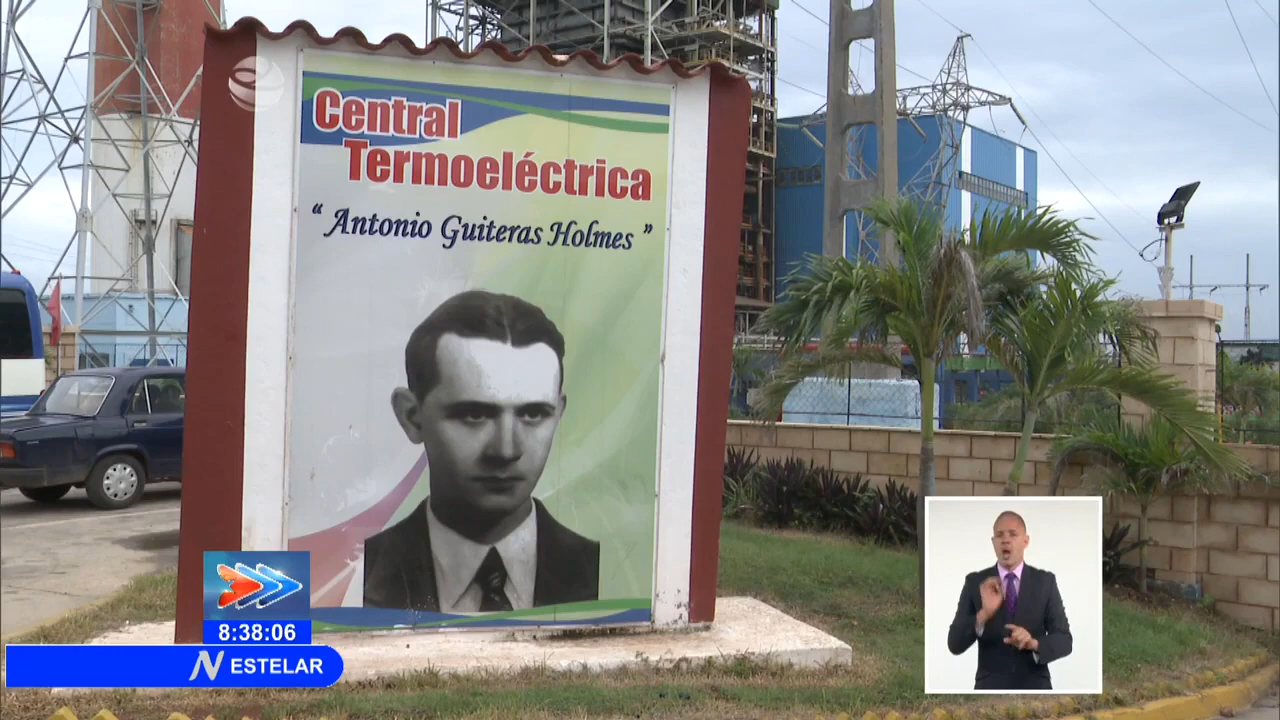 Central
Termoeléctrica
“ Antonio Guiteras Holmes ”
8:38:06
N ESTELAR